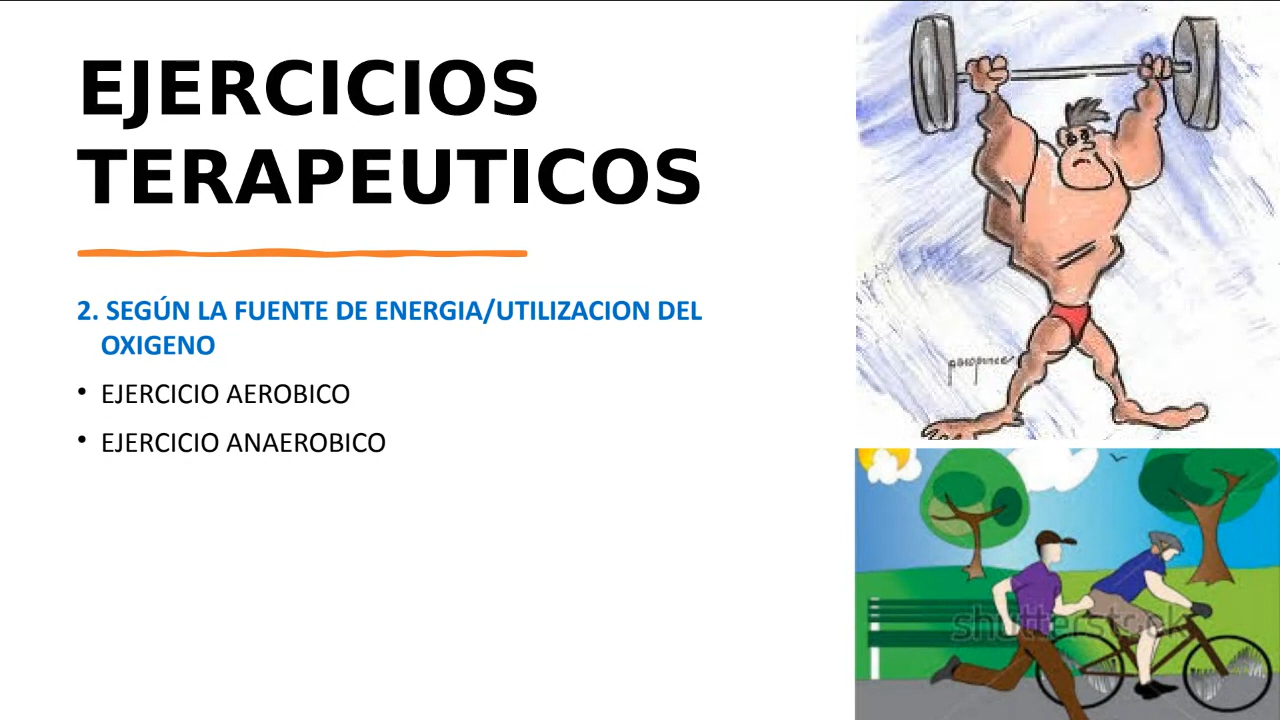 EJERCICIOS
TERAPEUTICOS
2. SEGÚN LA FUENTE DE ENERGIA/UTILIZACION DEL
OXIGENO
• EJERCICIO AEROBICO
• EJERCICIO ANAEROBICO
shutterstock